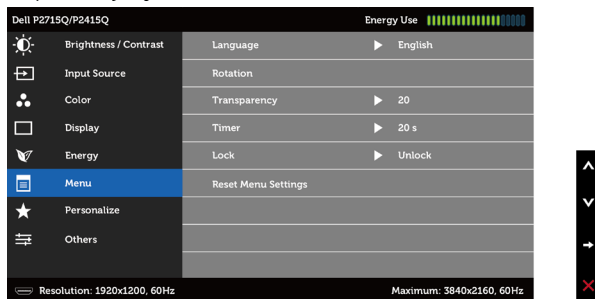 Dell P2715Q/P2415Q Energy Use
Brightness / Contrast Language English
Input Source Rotation
Color Transparency 20
Display Timer 20 s
Energy Lock Unlock
Menu Reset Menu Settings
Personalize
Others
Resolution: 1920x1200, 60Hz Maximum: 3840x2160, 60Hz